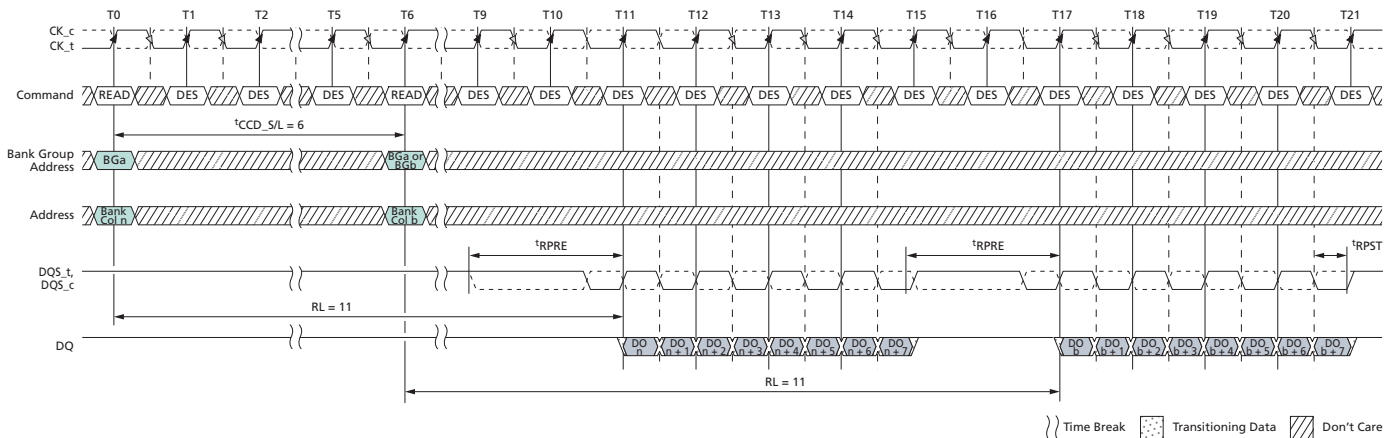 T0 T1 T2 T5 T6 T9 T10 T11 T12 T13 T14 T15 T16 T17 T18 T19 T20 T21
CK_c
CK_t
Command READ DES DES DES READ DES DES DES DES DES DES DES DES DES DES DES DES DES
tCCD_S/L = 6
Bank Group
Address
BGa
BGa or
BGb
Address
Bank
Col n
Bank
Col b
tRPRE tRPRE tRPST
DQS_t,
DQS_c
RL = 11
DQ
DO
n
DO
n + 1
DO
n + 2
DO
n + 3
DO
n + 4
DO
n + 5
DO
n + 6
DO
n + 7
DO
b
DO
b + 1
DO
b + 2
DO
b + 3
DO
b + 4
DO
b + 5
DO
b + 6
DO
b + 7
RL = 11
Time Break Transitioning Data Don't Care